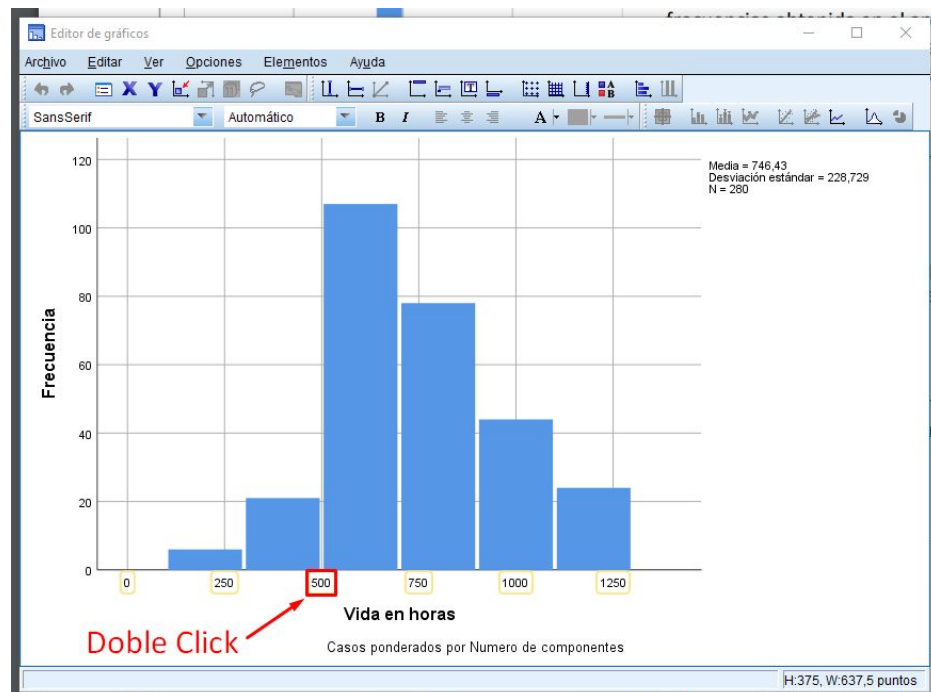 Editor de gráficos
Archivo Editar Ver Opciones Elementos Ayuda
SansSerif Automático B I A
120
100
80
60
40
20
0
Frecuencia
Media = 746,43
Desviación estándar = 228,729
N = 280
0 250 500 750 1000 1250
Vida en horas
Doble Click
Casos ponderados por Numero de componentes
H:375, W:637,5 puntos